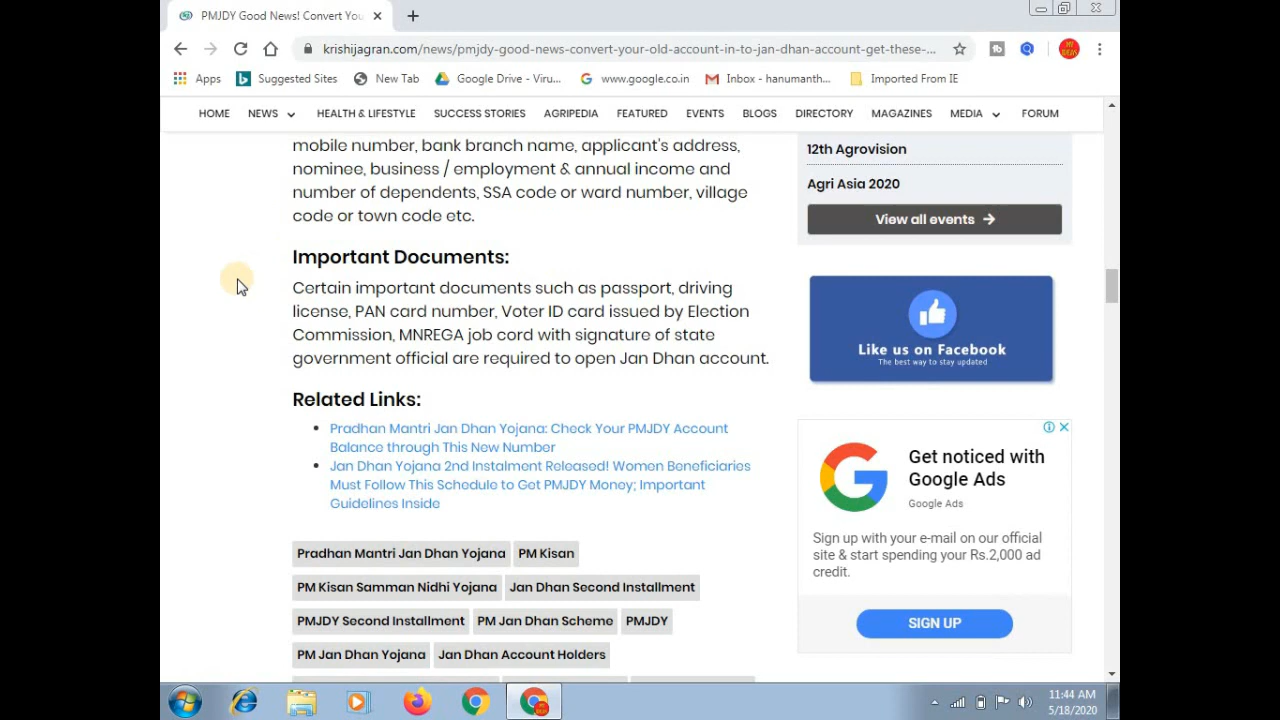 PMJDY Good News! Convert You
krishijagran.com/news/pmjdy-good-news-convert-your-old-account-in-to-jan-dhan-account-get-these-...
Apps
Suggested Sites
New Tab
Google Drive - Viru...
www.google.co.in
Inbox - hanumanth...
Imported From IE
HOME
NEWS
HEALTH & LIFESTYLE
SUCCESS STORIES
AGRIPEDIA
FEATURED
EVENTS
BLOGS
DIRECTORY
MAGAZINES
MEDIA
FORUM
mobile number, bank branch name, applicant's address,
nominee, business / employment & annual income and
number of dependents, SSA code or ward number, village
code or town code etc.
Important Documents:
Certain important documents such as passport, driving
license, PAN card number, Voter ID card issued by Election
Commission, MNREGA job cord with signature of state
government official are required to open Jan Dhan account.
Related Links:
Pradhan Mantri Jan Dhan Yojana: Check Your PMJDY Account
Balance through This New Number
Jan Dhan Yojana 2nd Instalment Released! Women Beneficiaries
Must Follow This Schedule to Get PMJDY Money; Important
Guidelines Inside
Pradhan Mantri Jan Dhan Yojana
PM Kisan
PM Kisan Samman Nidhi Yojana
Jan Dhan Second Installment
PMJDY Second Installment
PM Jan Dhan Scheme
PMJDY
PM Jan Dhan Yojana
Jan Dhan Account Holders
12th Agrovision
Agri Asia 2020
View all events
Like us on Facebook
The best way to stay updated
Get noticed with
Google Ads
Google Ads
Sign up with your e-mail on our official
site & start spending your Rs.2,000 ad
credit.
SIGN UP
11:44 AM
5/18/2020